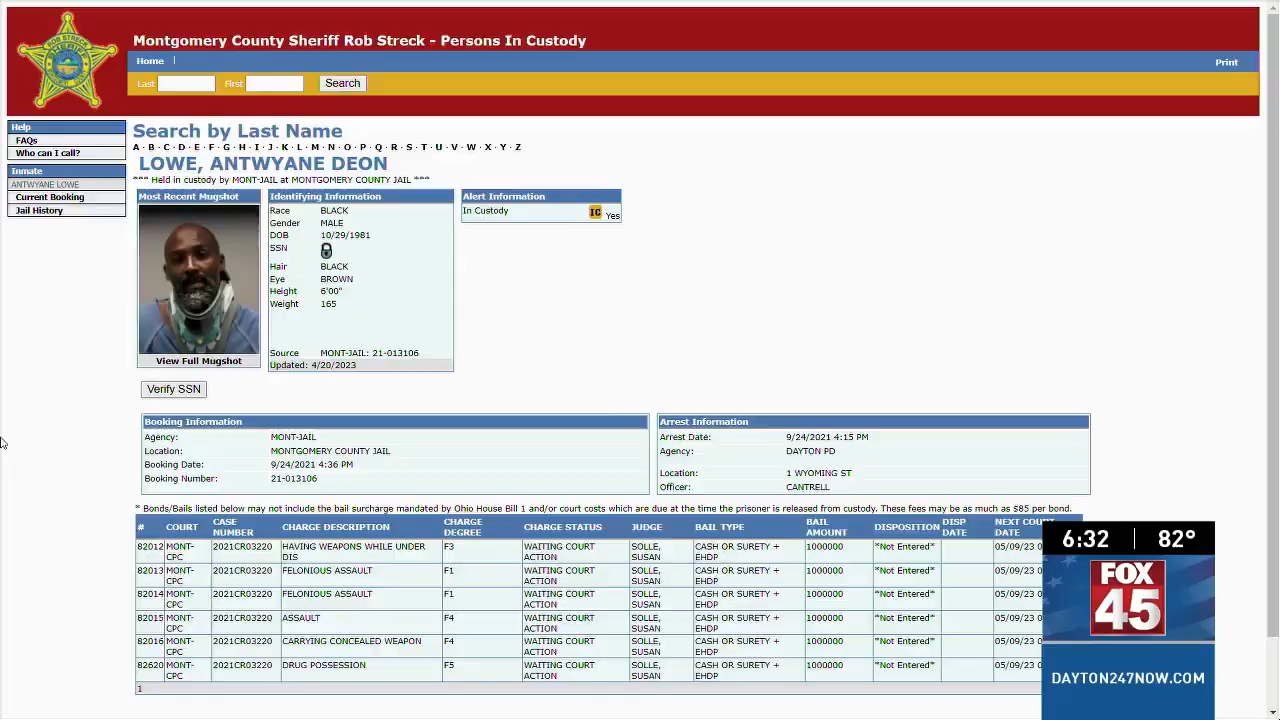 Montgomery County Sheriff Rob Streck - Persons In Custody
Home
Print
Last First Search
Help
FAQs
Who can I call?
Inmate
ANTWYANE LOWE
Current Booking
Jail History
Search by Last Name
A · B · C · D · E · F · G · H · I · J · K · L · M · N · O · P · Q · R · S · T · U · V · W · X · Y · Z
LOWE, ANTWYANE DEON
*** Held in custody by MONT-JAIL at MONTGOMERY COUNTY JAIL ***
Most Recent Mugshot
View Full Mugshot
Identifying Information
Race BLACK
Gender MALE
DOB 10/29/1981
SSN
Hair BLACK
Eye BROWN
Height 6'00"
Weight 165
Source MONT-JAIL: 21-013106
Updated: 4/20/2023
Alert Information
In Custody IC Yes
Verify SSN
Booking Information
Agency: MONT-JAIL
Location: MONTGOMERY COUNTY JAIL
Booking Date: 9/24/2021 4:36 PM
Booking Number: 21-013106
Arrest Information
Arrest Date: 9/24/2021 4:15 PM
Agency: DAYTON PD
Location: 1 WYOMING ST
Officer: CANTRELL
* Bonds/Bails listed below may not include the bail surcharge mandated by Ohio House Bill 1 and/or court costs which are due at the time the prisoner is released from custody. These fees may be as much as $85 per bond.
# COURT CASE NUMBER CHARGE DESCRIPTION CHARGE DEGREE CHARGE STATUS JUDGE BAIL TYPE BAIL AMOUNT DISPOSITION DISP DATE NEXT COURT DATE
82012 MONT-CPC 2021CR03220 HAVING WEAPONS WHILE UNDER DIS F3 WAITING COURT ACTION SOLLE, SUSAN CASH OR SURETY + EHDP 1000000 *Not Entered* 05/09/23 0
82013 MONT-CPC 2021CR03220 FELONIOUS ASSAULT F1 WAITING COURT ACTION SOLLE, SUSAN CASH OR SURETY + EHDP 1000000 *Not Entered* 05/09/23 0
82014 MONT-CPC 2021CR03220 FELONIOUS ASSAULT F1 WAITING COURT ACTION SOLLE, SUSAN CASH OR SURETY + EHDP 1000000 *Not Entered* 05/09/23 0
82015 MONT-CPC 2021CR03220 ASSAULT F4 WAITING COURT ACTION SOLLE, SUSAN CASH OR SURETY + EHDP 1000000 *Not Entered* 05/09/23 0
82016 MONT-CPC 2021CR03220 CARRYING CONCEALED WEAPON F4 WAITING COURT ACTION SOLLE, SUSAN CASH OR SURETY + EHDP 1000000 *Not Entered* 05/09/23 0
82620 MONT-CPC 2021CR03220 DRUG POSSESSION F5 WAITING COURT ACTION SOLLE, SUSAN CASH OR SURETY + EHDP 1000000 *Not Entered* 05/09/23 0
1
6:32 82°
FOX
45
DAYTON247NOW.COM